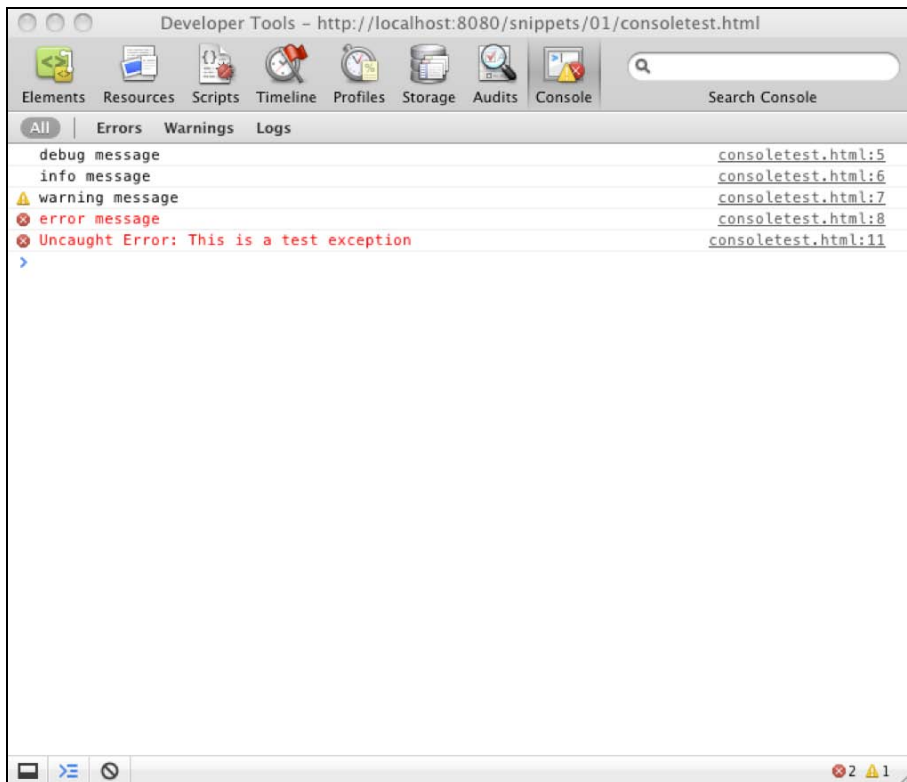 Developer Tools – http://localhost:8080/snippets/01/consoletest.html
Elements Resources Scripts Timeline Profiles Storage Audits Console Search Console
All Errors Warnings Logs
debug message consoletest.html:5
info message consoletest.html:6
warning message consoletest.html:7
error message consoletest.html:8
Uncaught Error: This is a test exception consoletest.html:11
2 1